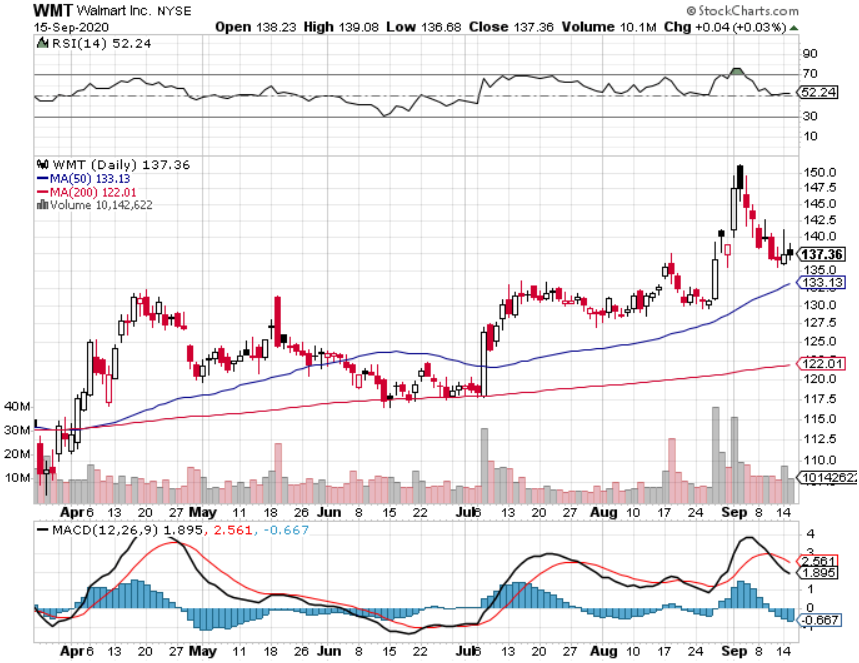 WMT Walmart Inc. NYSE © StockCharts.com
15-Sep-2020 Open 138.23 High 139.08 Low 136.68 Close 137.36 Volume 10.1M Chg +0.04 (+0.03%)
RSI(14) 52.24
90
70
52.24
30
10
WMT (Daily) 137.36
MA(50) 133.13
MA(200) 122.01
Volume 10,142,622
150.0
147.5
145.0
142.5
140.0
137.36
135.0
133.13
130.0
127.5
125.0
122.01
120.0
117.5
115.0
112.5
110.0
10142622
40M
30M
20M
10M
Apr 6 13 20 27 May 11 18 26 Jun 8 15 22 Jul 6 13 20 27 Aug 10 17 24 Sep 8 14
MACD(12,26,9) 1.895, 2.561, -0.667
4
3
2.561
1.895
1
0
-0.667
Apr 6 13 20 27 May 11 18 26 Jun 8 15 22 Jul 6 13 20 27 Aug 10 17 24 Sep 8 14